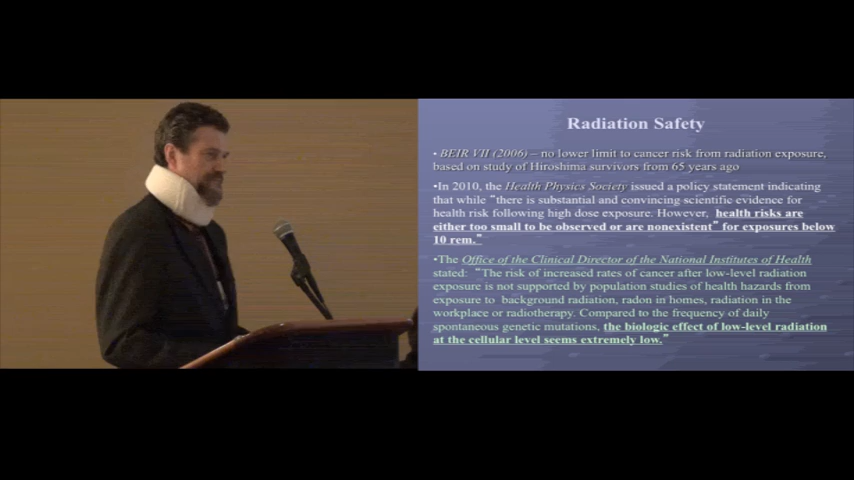 Radiation Safety
• BEIR VII (2006) – no lower limit to cancer risk from radiation exposure,
based on study of Hiroshima survivors from 65 years ago
•In 2010, the Health Physics Society issued a policy statement indicating
that while “there is substantial and convincing scientific evidence for
health risk following high dose exposure. However, health risks are
either too small to be observed or are nonexistent” for exposures below
10 rem.”
•The Office of the Clinical Director of the National Institutes of Health
stated: “The risk of increased rates of cancer after low-level radiation
exposure is not supported by population studies of health hazards from
exposure to background radiation, radon in homes, radiation in the
workplace or radiotherapy. Compared to the frequency of daily
spontaneous genetic mutations, the biologic effect of low-level radiation
at the cellular level seems extremely low.”